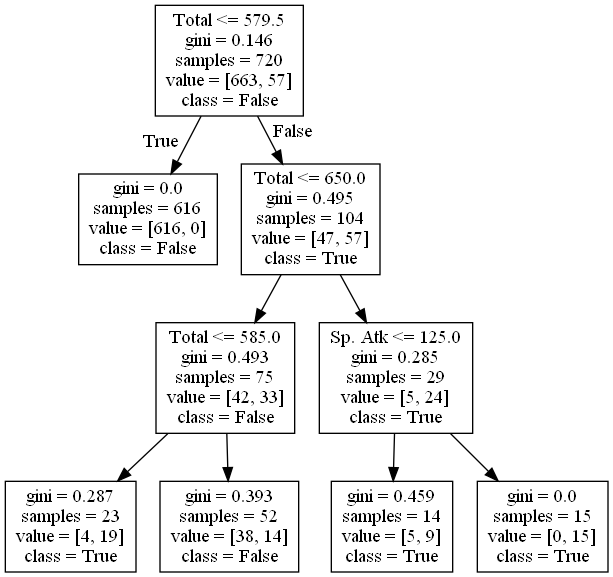 Total <= 579.5
gini = 0.146
samples = 720
value = [663, 57]
class = False
True
False
gini = 0.0
samples = 616
value = [616, 0]
class = False
Total <= 650.0
gini = 0.495
samples = 104
value = [47, 57]
class = True
Total <= 585.0
gini = 0.493
samples = 75
value = [42, 33]
class = False
Sp. Atk <= 125.0
gini = 0.285
samples = 29
value = [5, 24]
class = True
gini = 0.287
samples = 23
value = [4, 19]
class = True
gini = 0.393
samples = 52
value = [38, 14]
class = False
gini = 0.459
samples = 14
value = [5, 9]
class = True
gini = 0.0
samples = 15
value = [0, 15]
class = True